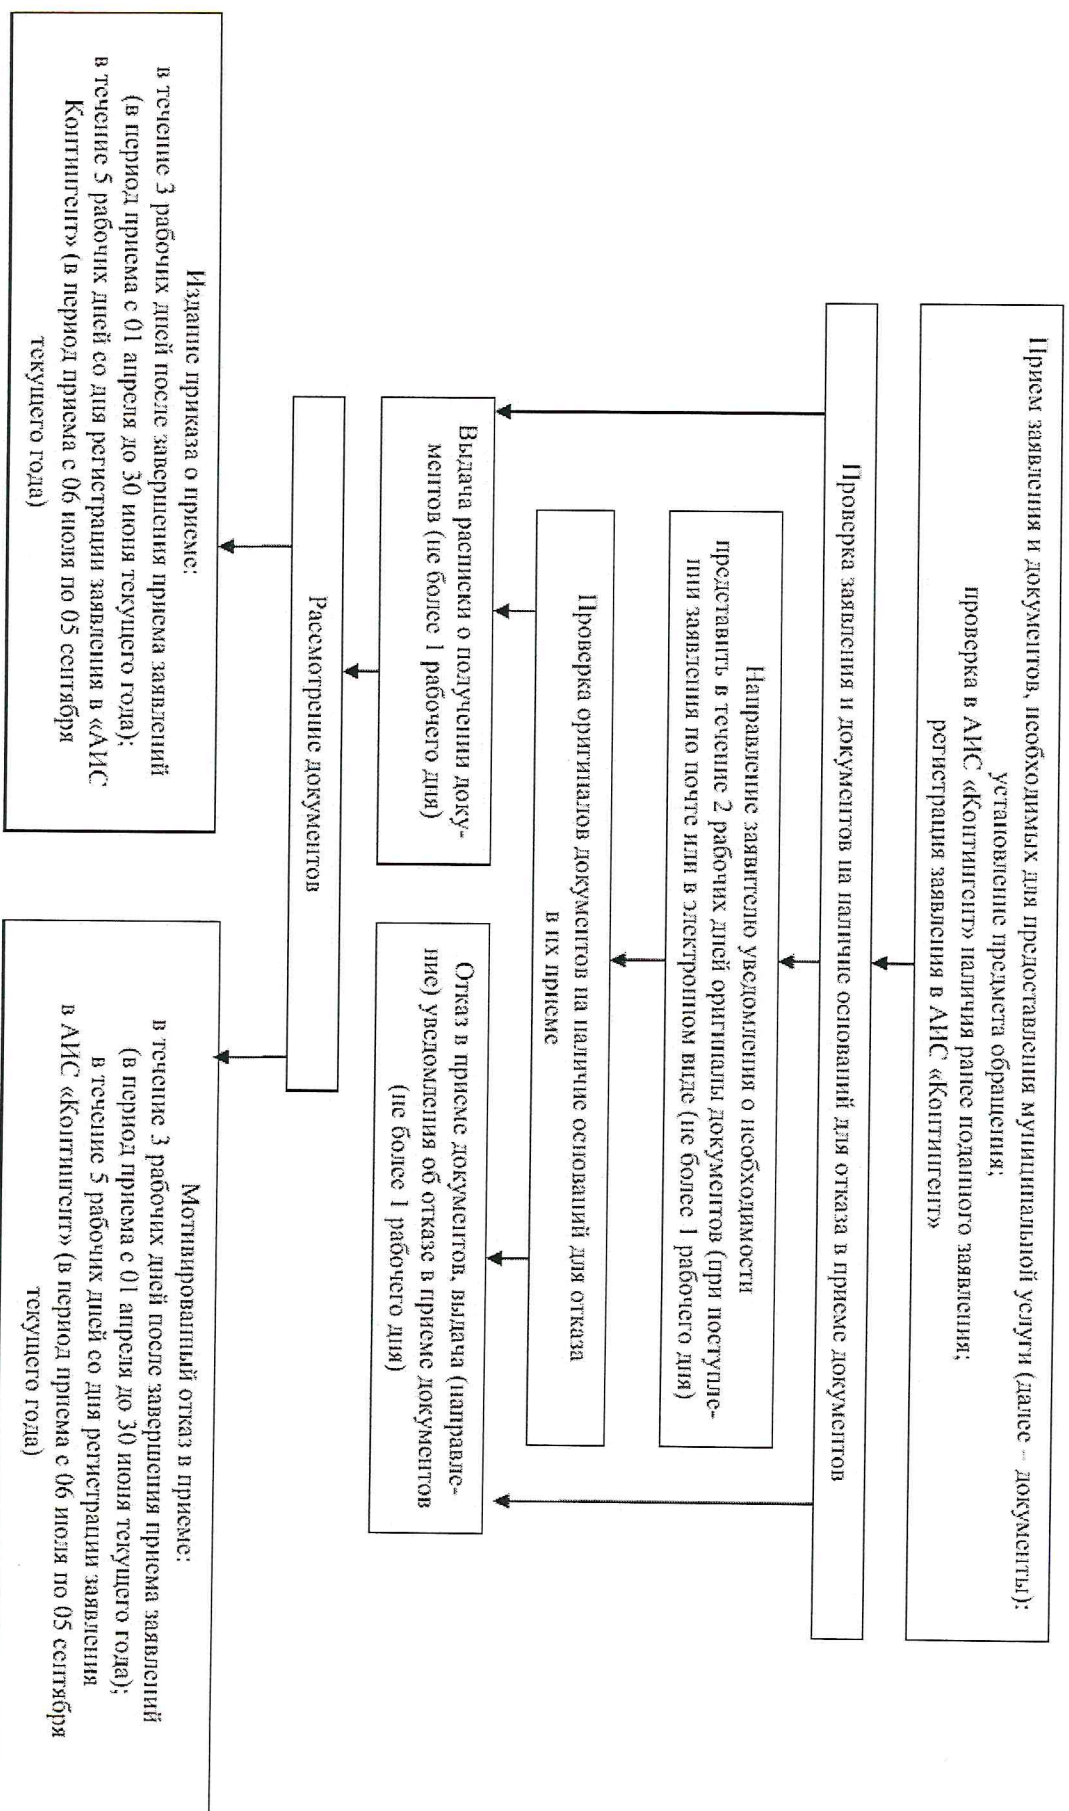 Прием заявления и документов, необходимых для предоставления муниципальной услуги (далее – документы);
установление предмета обращения;
проверка в АИС «Контингент» наличия ранее поданного заявления;
регистрация заявления в АИС «Контингент»
Проверка заявления и документов на наличие оснований для отказа в приеме документов
Направление заявителю уведомления о необходимости
представить в течение 2 рабочих дней оригиналы документов (при поступле-
нии заявления по почте или в электронном виде (не более 1 рабочего дня)
Проверка оригиналов документов на наличие оснований для отказа
в их приеме
Выдача расписки о получении доку-
ментов (не более 1 рабочего дня)
Отказ в приеме документов, выдача (направле-
ние) уведомления об отказе в приеме документов
(не более 1 рабочего дня)
Рассмотрение документов
Издание приказа о приеме:
в течение 3 рабочих дней после завершения приема заявлений
(в период приема с 01 апреля до 30 июня текущего года);
в течение 5 рабочих дней со дня регистрации заявления в «АИС
Контингент» (в период приема с 06 июля по 05 сентября
текущего года)
Мотивированный отказ в приеме:
в течение 3 рабочих дней после завершения приема заявлений
(в период приема с 01 апреля до 30 июня текущего года);
в течение 5 рабочих дней со дня регистрации заявления
в АИС «Контингент» (в период приема с 06 июля по 05 сентября
текущего года)